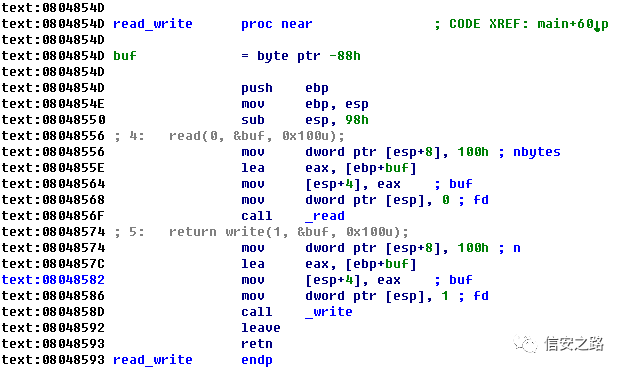 text:0804854D
text:0804854D read_write proc near ; CODE XREF: main+60↓p
text:0804854D
text:0804854D buf = byte ptr -88h
text:0804854D
text:0804854D push ebp
text:0804854E mov ebp, esp
text:08048550 sub esp, 98h
text:08048556 ; 4: read(0, &buf, 0x100u);
text:08048556 mov dword ptr [esp+8], 100h ; nbytes
text:0804855E lea eax, [ebp+buf]
text:08048564 mov [esp+4], eax ; buf
text:08048568 mov dword ptr [esp], 0 ; fd
text:0804856F call _read
text:08048574 ; 5: return write(1, &buf, 0x100u);
text:08048574 mov dword ptr [esp+8], 100h ; n
text:0804857C lea eax, [ebp+buf]
text:08048582 mov [esp+4], eax ; buf
text:08048586 mov dword ptr [esp], 1 ; fd
text:0804858D call _write
text:08048592 leave
text:08048593 retn
text:08048593 read_write endp
信安之路